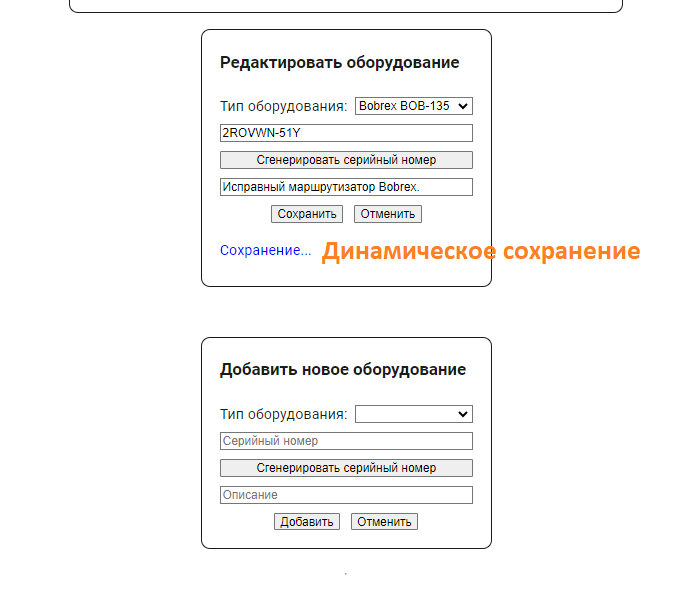 Редактировать оборудование
Тип оборудования: Bobrex BOB-135
2ROVWN-51Y
Сгенерировать серийный номер
Исправный маршрутизатор Bobrex.
Сохранить Отменить
Сохранение... Динамическое сохранение
Добавить новое оборудование
Тип оборудования:
Серийный номер
Сгенерировать серийный номер
Описание
Добавить Отменить